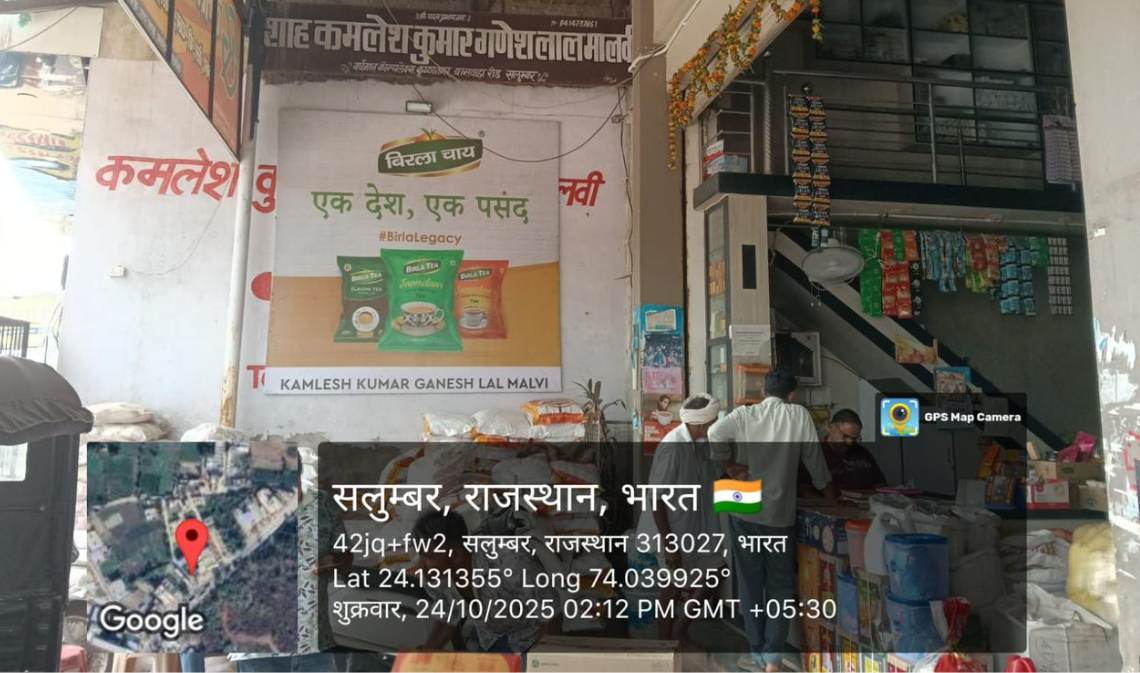 9414737861
शाह कमलेश कुमार गणेश लाल मालवी
कमलेश कु
लवी
बिरला चाय
®
एक देश, एक पसंद
#BirlaLegacy
BIRLA TEA
BIRLA TEA
BIRLA TEA
KAMLESH KUMAR GANESH LAL MALVI
GPS Map Camera
सलुम्बर, राजस्थान, भारत
42jq+fw2, सलुम्बर, राजस्थान 313027, भारत
Lat 24.131355° Long 74.039925°
शुक्रवार, 24/10/2025 02:12 PM GMT +05:30
Google